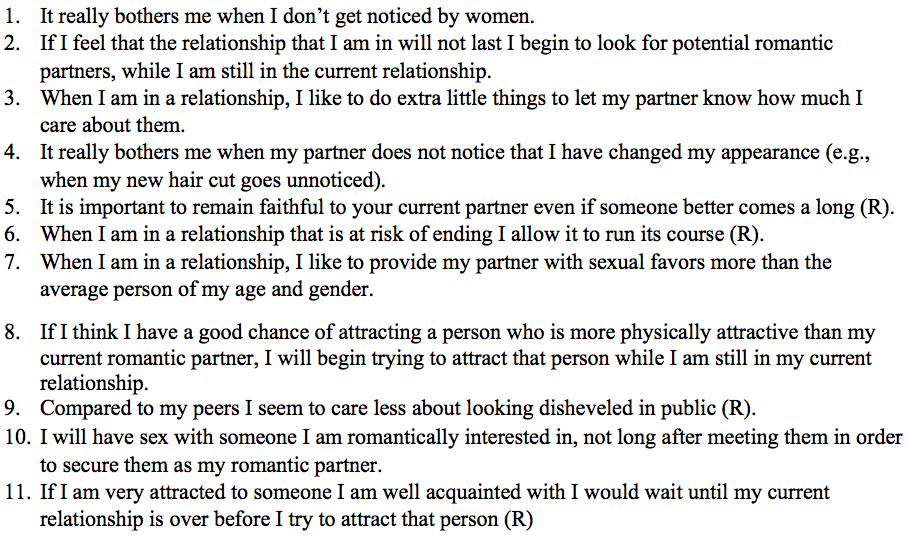 1. It really bothers me when I don’t get noticed by women.
2. If I feel that the relationship that I am in will not last I begin to look for potential romantic
partners, while I am still in the current relationship.
3. When I am in a relationship, I like to do extra little things to let my partner know how much I
care about them.
4. It really bothers me when my partner does not notice that I have changed my appearance (e.g.,
when my new hair cut goes unnoticed).
5. It is important to remain faithful to your current partner even if someone better comes a long (R).
6. When I am in a relationship that is at risk of ending I allow it to run its course (R).
7. When I am in a relationship, I like to provide my partner with sexual favors more than the
average person of my age and gender.
8. If I think I have a good chance of attracting a person who is more physically attractive than my
current romantic partner, I will begin trying to attract that person while I am still in my current
relationship.
9. Compared to my peers I seem to care less about looking disheveled in public (R).
10. I will have sex with someone I am romantically interested in, not long after meeting them in order
to secure them as my romantic partner.
11. If I am very attracted to someone I am well acquainted with I would wait until my current
relationship is over before I try to attract that person (R)